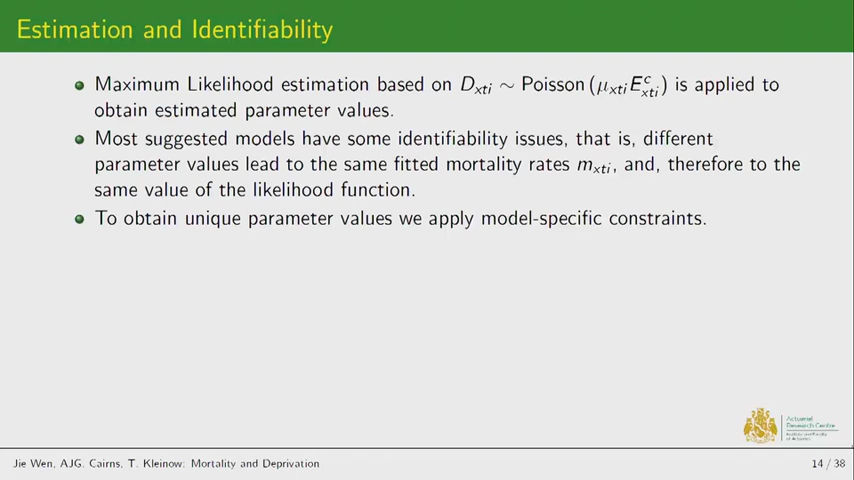 Estimation and Identifiability
Maximum Likelihood estimation based on D_xti ∼ Poisson (μ_xti E^c_xti) is applied to
obtain estimated parameter values.
Most suggested models have some identifiability issues, that is, different
parameter values lead to the same fitted mortality rates m_xti, and, therefore to the
same value of the likelihood function.
To obtain unique parameter values we apply model-specific constraints.
Actuarial
Research Centre
Institute and Faculty
of Actuaries
Jie Wen, AJG. Cairns, T. Kleinow: Mortality and Deprivation
14 / 38